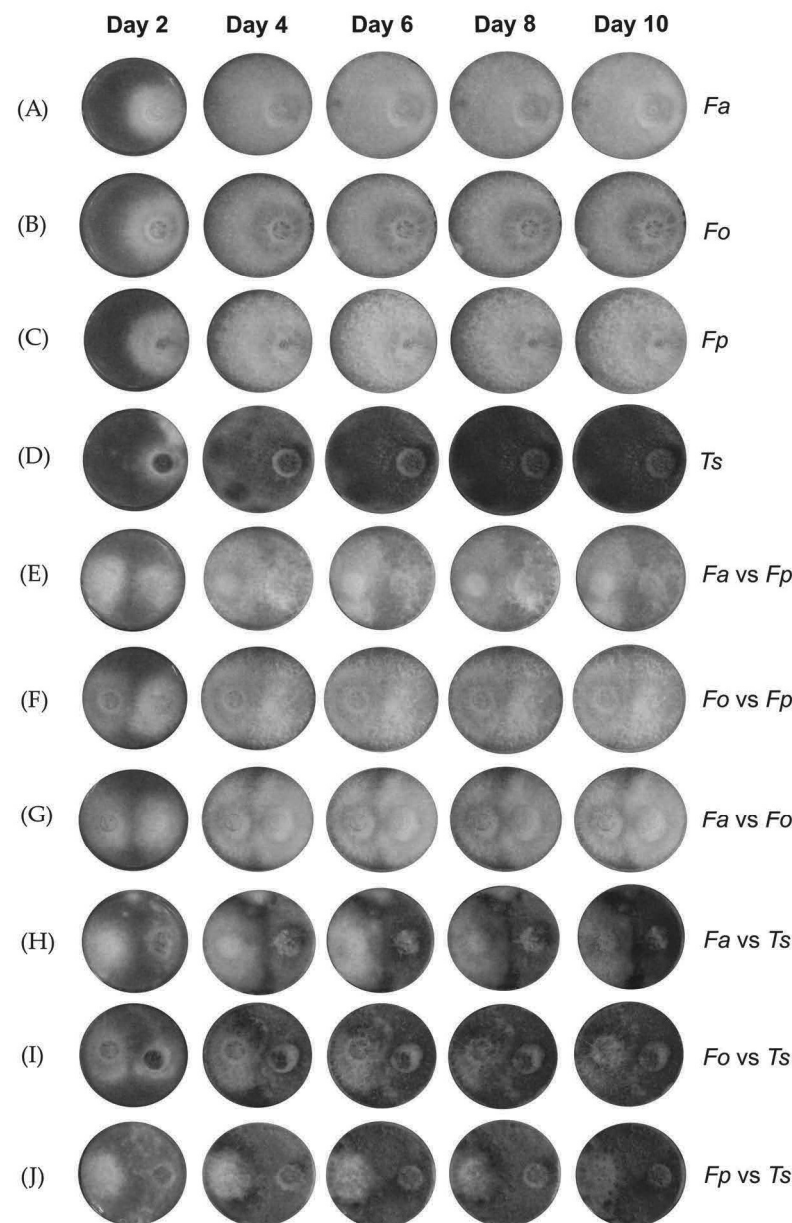 Day 2 Day 4 Day 6 Day 8 Day 10
(A) Fa
(B) Fo
(C) Fp
(D) Ts
(E) Fa vs Fp
(F) Fo vs Fp
(G) Fa vs Fo
(H) Fa vs Ts
(I) Fo vs Ts
(J) Fp vs Ts